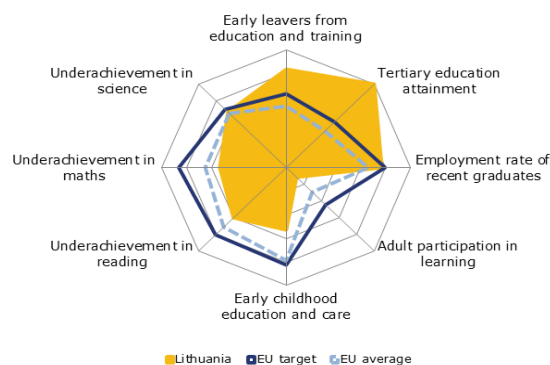 Early leavers from
education and training
Tertiary education
attainment
Employment rate of
recent graduates
Adult participation in
learning
Early childhood
education and care
Underachievement in
reading
Underachievement in
maths
Underachievement in
science
Lithuania EU target EU average